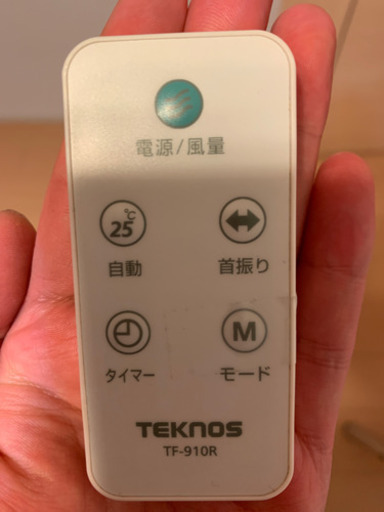 電源/風量
25℃
自動 首振り
M
タイマー モード
TEKNOS
TF-910R